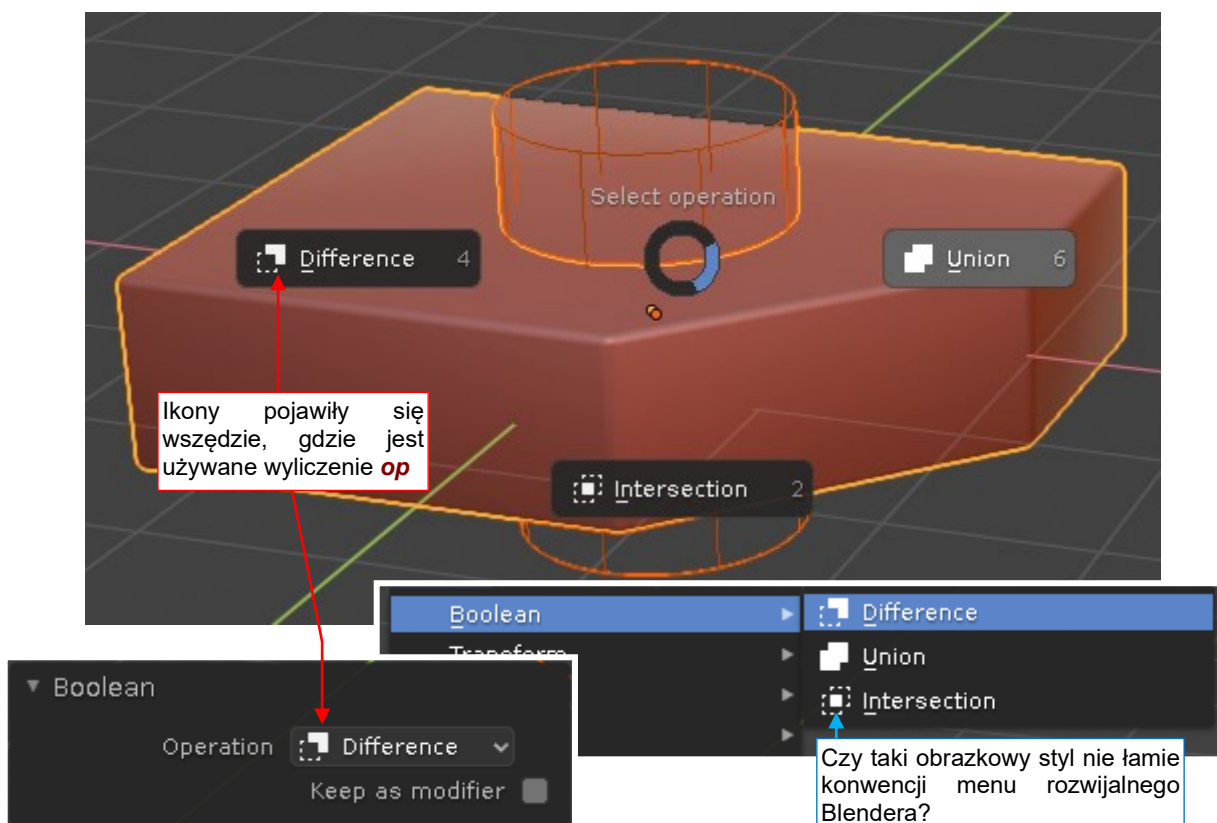 Select operation
Difference 4
Union 6
Ikony pojawiły się
wszędzie, gdzie jest
używane wyliczenie op
Intersection 2
Boolean
Difference
Transform
Union
Intersection
Boolean
Operation Difference
Keep as modifier
Czy taki obrazkowy styl nie łamie
konwencji menu rozwijalnego
Blendera?